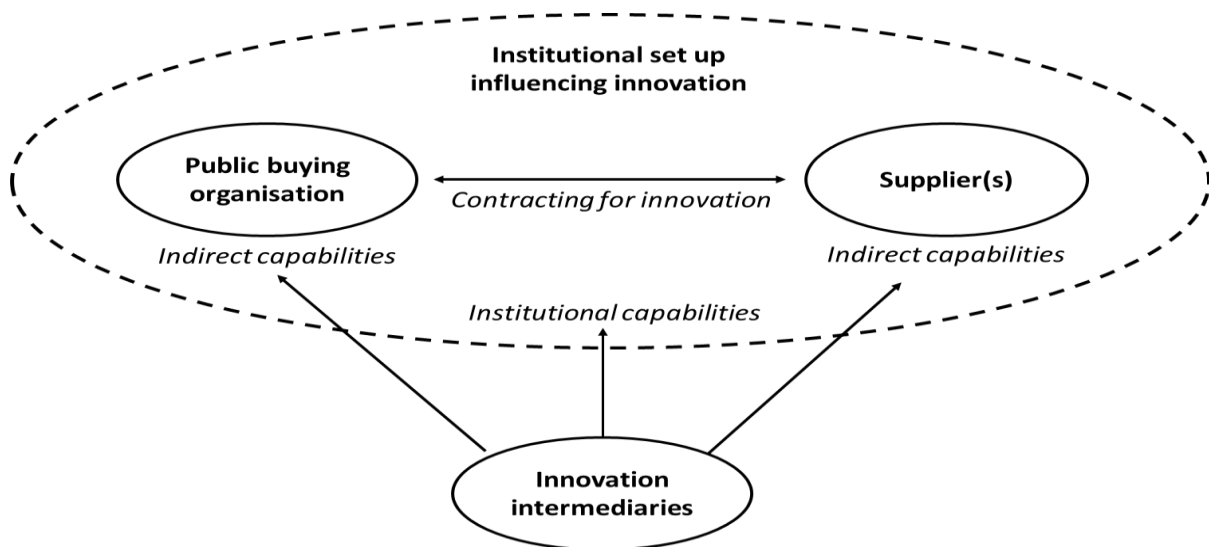 Institutional set up
influencing innovation
Public buying
organisation
Contracting for innovation
Supplier(s)
Indirect capabilities
Indirect capabilities
Institutional capabilities
Innovation
intermediaries